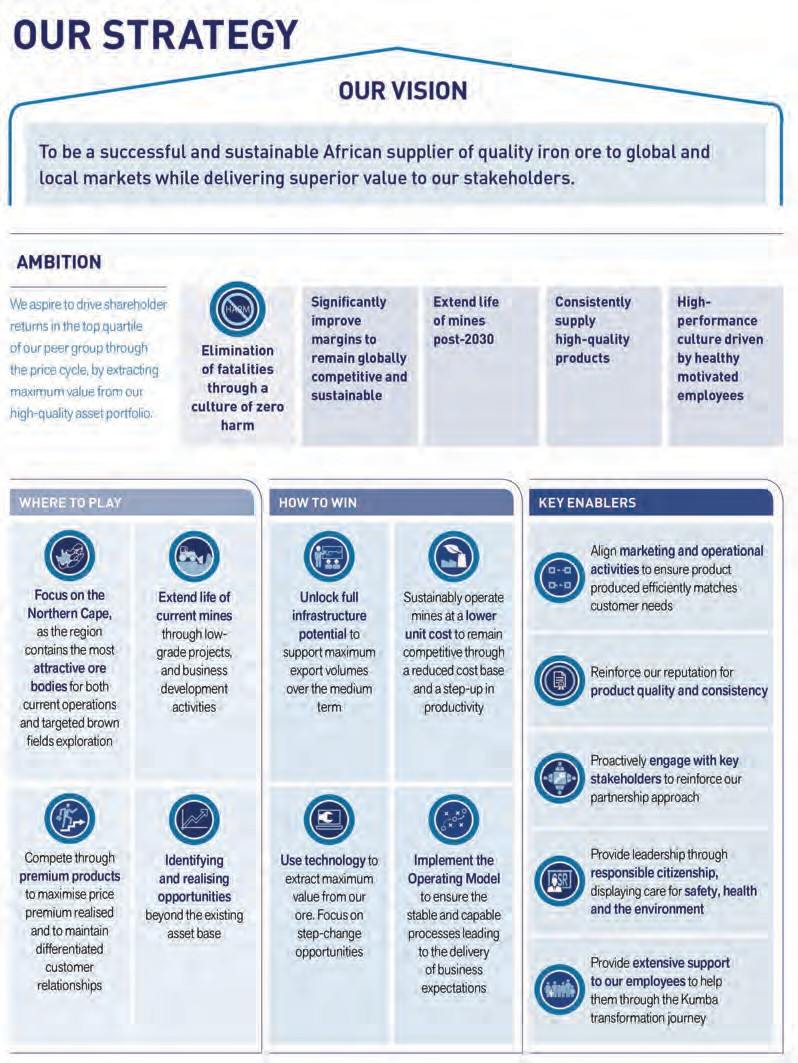 OUR STRATEGY
OUR VISION
To be a successful and sustainable African supplier of quality iron ore to global and
local markets while delivering superior value to our stakeholders.
AMBITION
We aspire to drive shareholder
returns in the top quartile
of our peer group through
the price cycle, by extracting
maximum value from our
high-quality asset portfolio.
HARM
Elimination
of fatalities
through a
culture of zero
harm
Significantly
improve
margins to
remain globally
competitive and
sustainable
Extend life
of mines
post-2030
Consistently
supply
high-quality
products
High-
performance
culture driven
by healthy
motivated
employees
WHERE TO PLAY
Focus on the
Northern Cape,
as the region
contains the most
attractive ore
bodies for both
current operations
and targeted brown
fields exploration
Extend life of
current mines
through low-
grade projects,
and business
development
activities
Compete through
premium products
to maximise price
premium realised
and to maintain
differentiated
customer
relationships
Identifying
and realising
opportunities
beyond the existing
asset base
HOW TO WIN
Unlock full
infrastructure
potential to
support maximum
export volumes
over the medium
term
Sustainably operate
mines at a lower
unit cost to remain
competitive through
a reduced cost base
and a step-up in
productivity
Use technology to
extract maximum
value from our
ore. Focus on
step-change
opportunities
Implement the
Operating Model
to ensure the
stable and capable
processes leading
to the delivery
of business
expectations
KEY ENABLERS
Align marketing and operational
activities to ensure product
produced efficiently matches
customer needs
Reinforce our reputation for
product quality and consistency
Proactively engage with key
stakeholders to reinforce our
partnership approach
CSR
Provide leadership through
responsible citizenship,
displaying care for safety, health
and the environment
Provide extensive support
to our employees to help
them through the Kumba
transformation journey